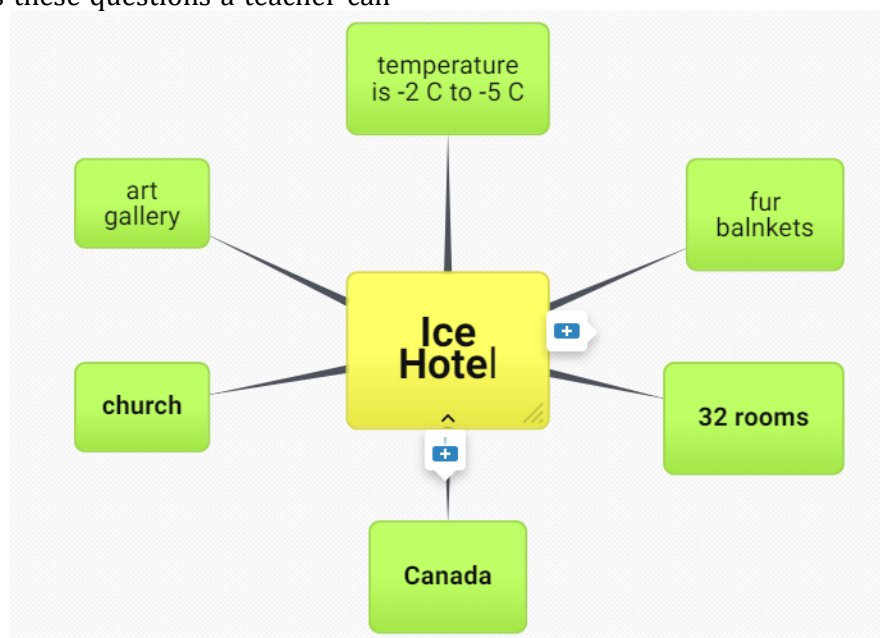 these questions a teacher can
temperature
is -2 C to -5 C
art
gallery
fur
balnkets
Ice
Hotel
church
32 rooms
Canada